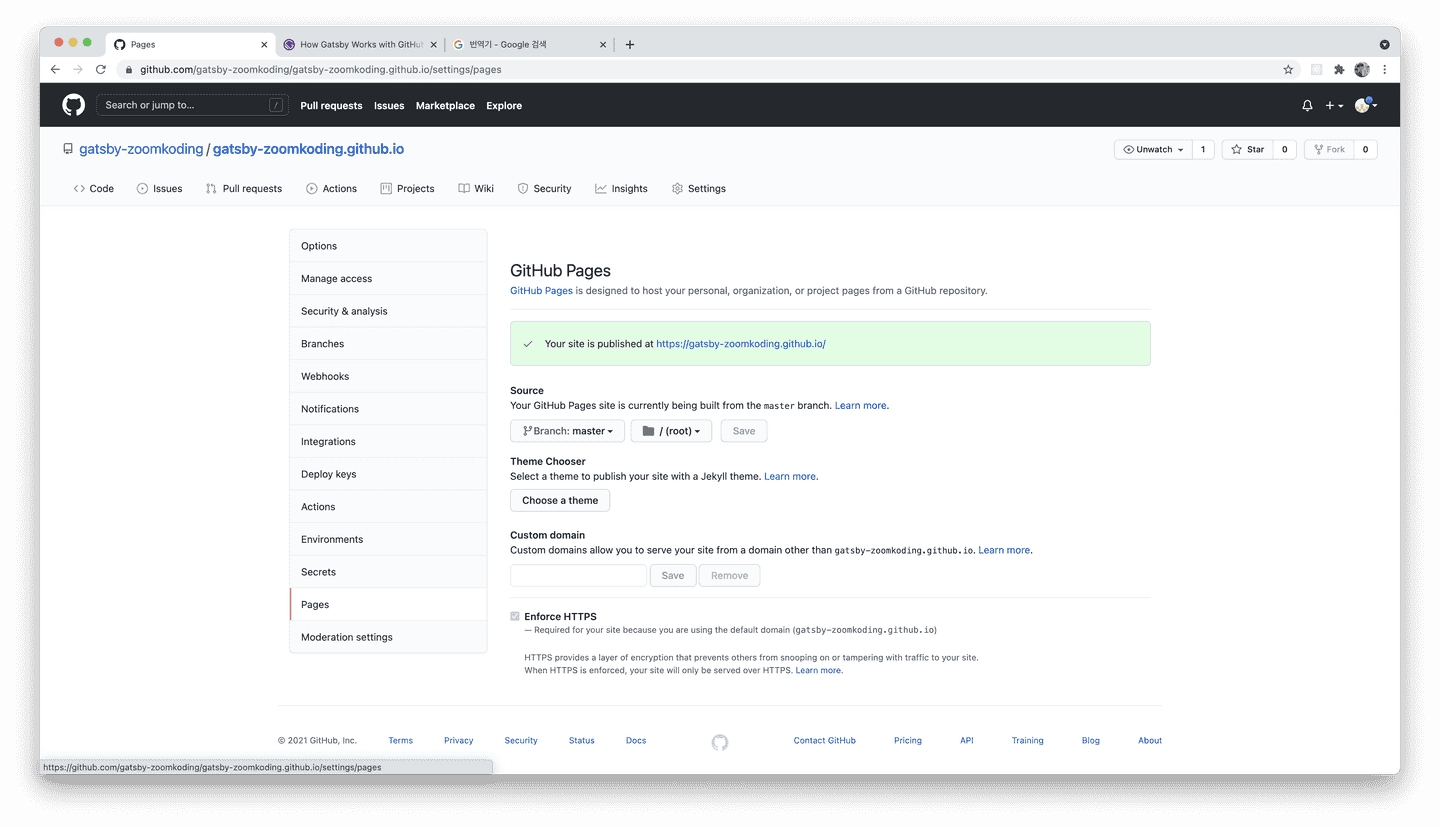 Pages
How Gatsby Works with GitHub
번역기 - Google 검색
github.com/gatsby-zoomkoding/gatsby-zoomkoding.github.io/settings/pages
Search or jump to... /
Pull requests Issues Marketplace Explore
gatsby-zoomkoding / gatsby-zoomkoding.github.io
Unwatch 1 Star 0 Fork 0
Code Issues Pull requests Actions Projects Wiki Security Insights Settings
Options
Manage access
Security & analysis
Branches
Webhooks
Notifications
Integrations
Deploy keys
Actions
Environments
Secrets
Pages
Moderation settings
GitHub Pages
GitHub Pages is designed to host your personal, organization, or project pages from a GitHub repository.
Your site is published at https://gatsby-zoomkoding.github.io/
Source
Your GitHub Pages site is currently being built from the master branch. Learn more.
Branch: master / (root) Save
Theme Chooser
Select a theme to publish your site with a Jekyll theme. Learn more.
Choose a theme
Custom domain
Custom domains allow you to serve your site from a domain other than gatsby-zoomkoding.github.io. Learn more.
Save Remove
Enforce HTTPS
— Required for your site because you are using the default domain (gatsby-zoomkoding.github.io)
HTTPS provides a layer of encryption that prevents others from snooping on or tampering with traffic to your site.
When HTTPS is enforced, your site will only be served over HTTPS. Learn more.
© 2021 GitHub, Inc. Terms Privacy Security Status Docs Contact GitHub Pricing API Training Blog About
https://github.com/gatsby-zoomkoding/gatsby-zoomkoding.github.io/settings/pages